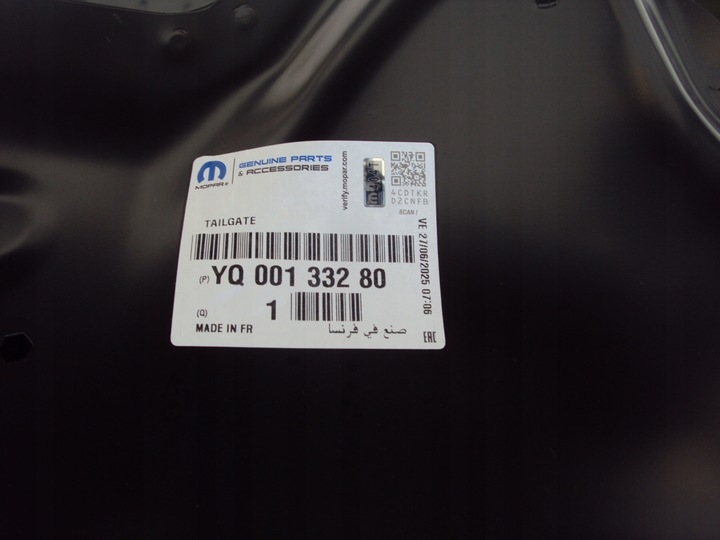 MOPAR
GENUINE PARTS
& ACCESSORIES
verify.mopar.com
4CDTKR
D2CNFB
SCAN!
TAILGATE
(P) YQ 001 332 80
(Q) 1
MADE IN FR
صنع في فرنسا
VE 27/06/2025 07:06
EAC